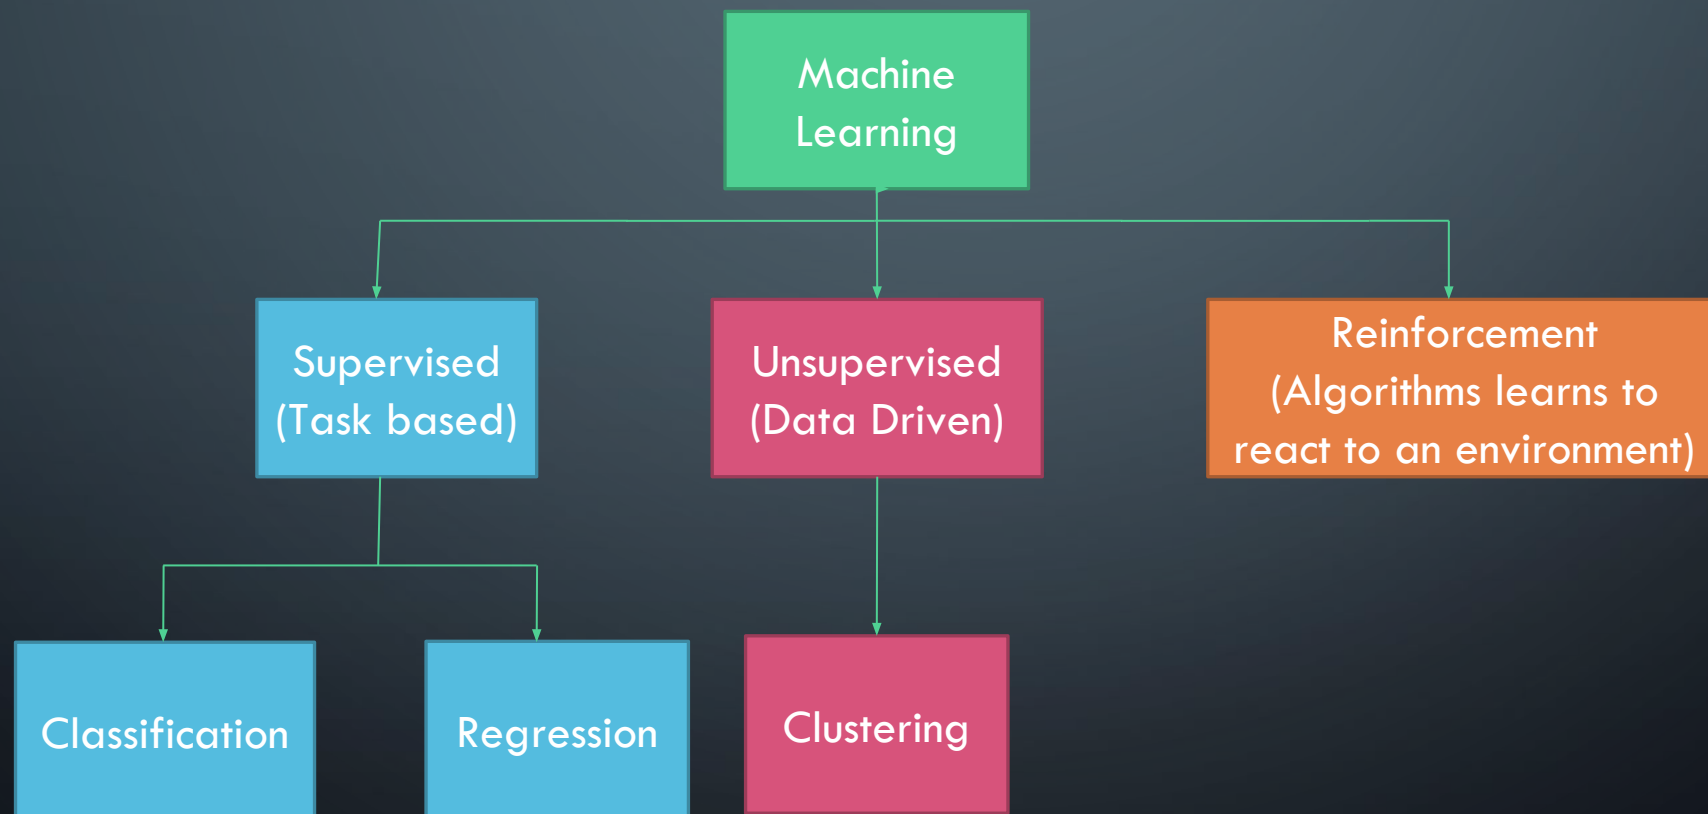 Machine
Learning
Supervised
(Task based)
Unsupervised
(Data Driven)
Reinforcement
(Algorithms learns to
react to an environment)
Classification
Regression
Clustering